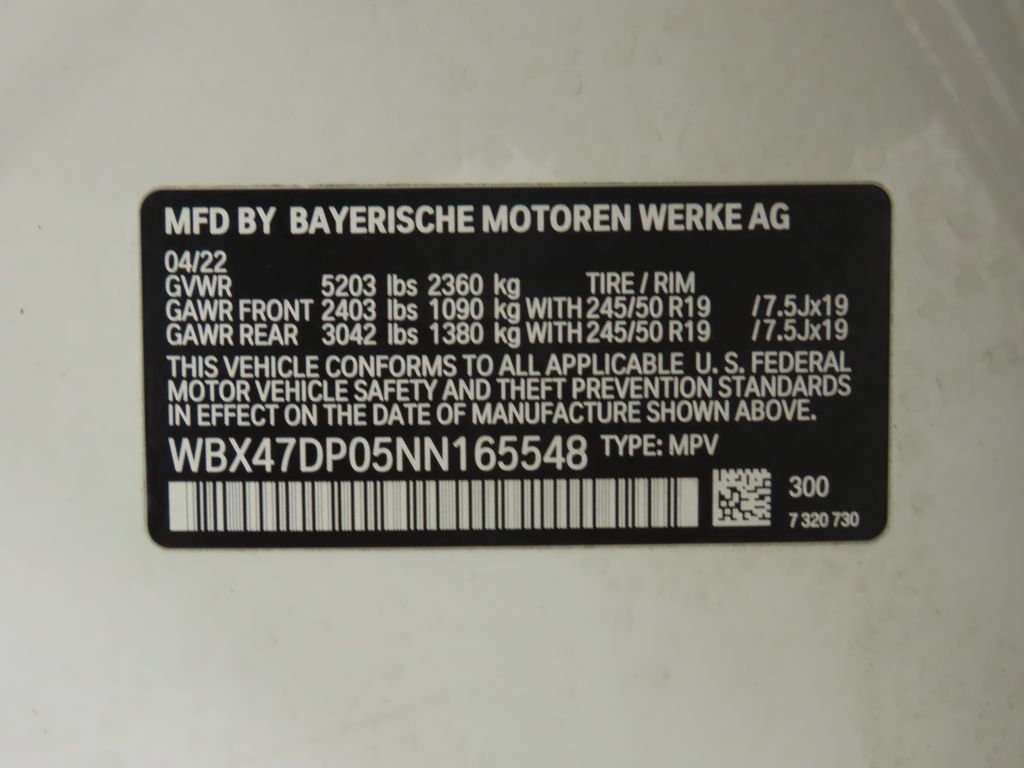 MFD BY BAYERISCHE MOTOREN WERKE AG
04/22
GVWR 5203 lbs 2360 kg TIRE / RIM
GAWR FRONT 2403 lbs 1090 kg WITH 245/50 R19 /7.5Jx19
GAWR REAR 3042 lbs 1380 kg WITH 245/50 R19 /7.5Jx19
THIS VEHICLE CONFORMS TO ALL APPLICABLE U. S. FEDERAL
MOTOR VEHICLE SAFETY AND THEFT PREVENTION STANDARDS
IN EFFECT ON THE DATE OF MANUFACTURE SHOWN ABOVE.
WBX47DP05NN165548 TYPE: MPV
300
7 320 730